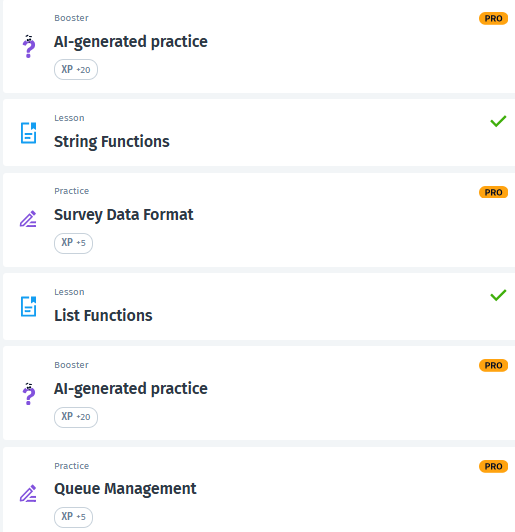 Booster
PRO
AI-generated practice
XP +20
Lesson
String Functions
Practice
PRO
Survey Data Format
XP +5
Lesson
List Functions
Booster
PRO
AI-generated practice
XP +20
Practice
PRO
Queue Management
XP +5